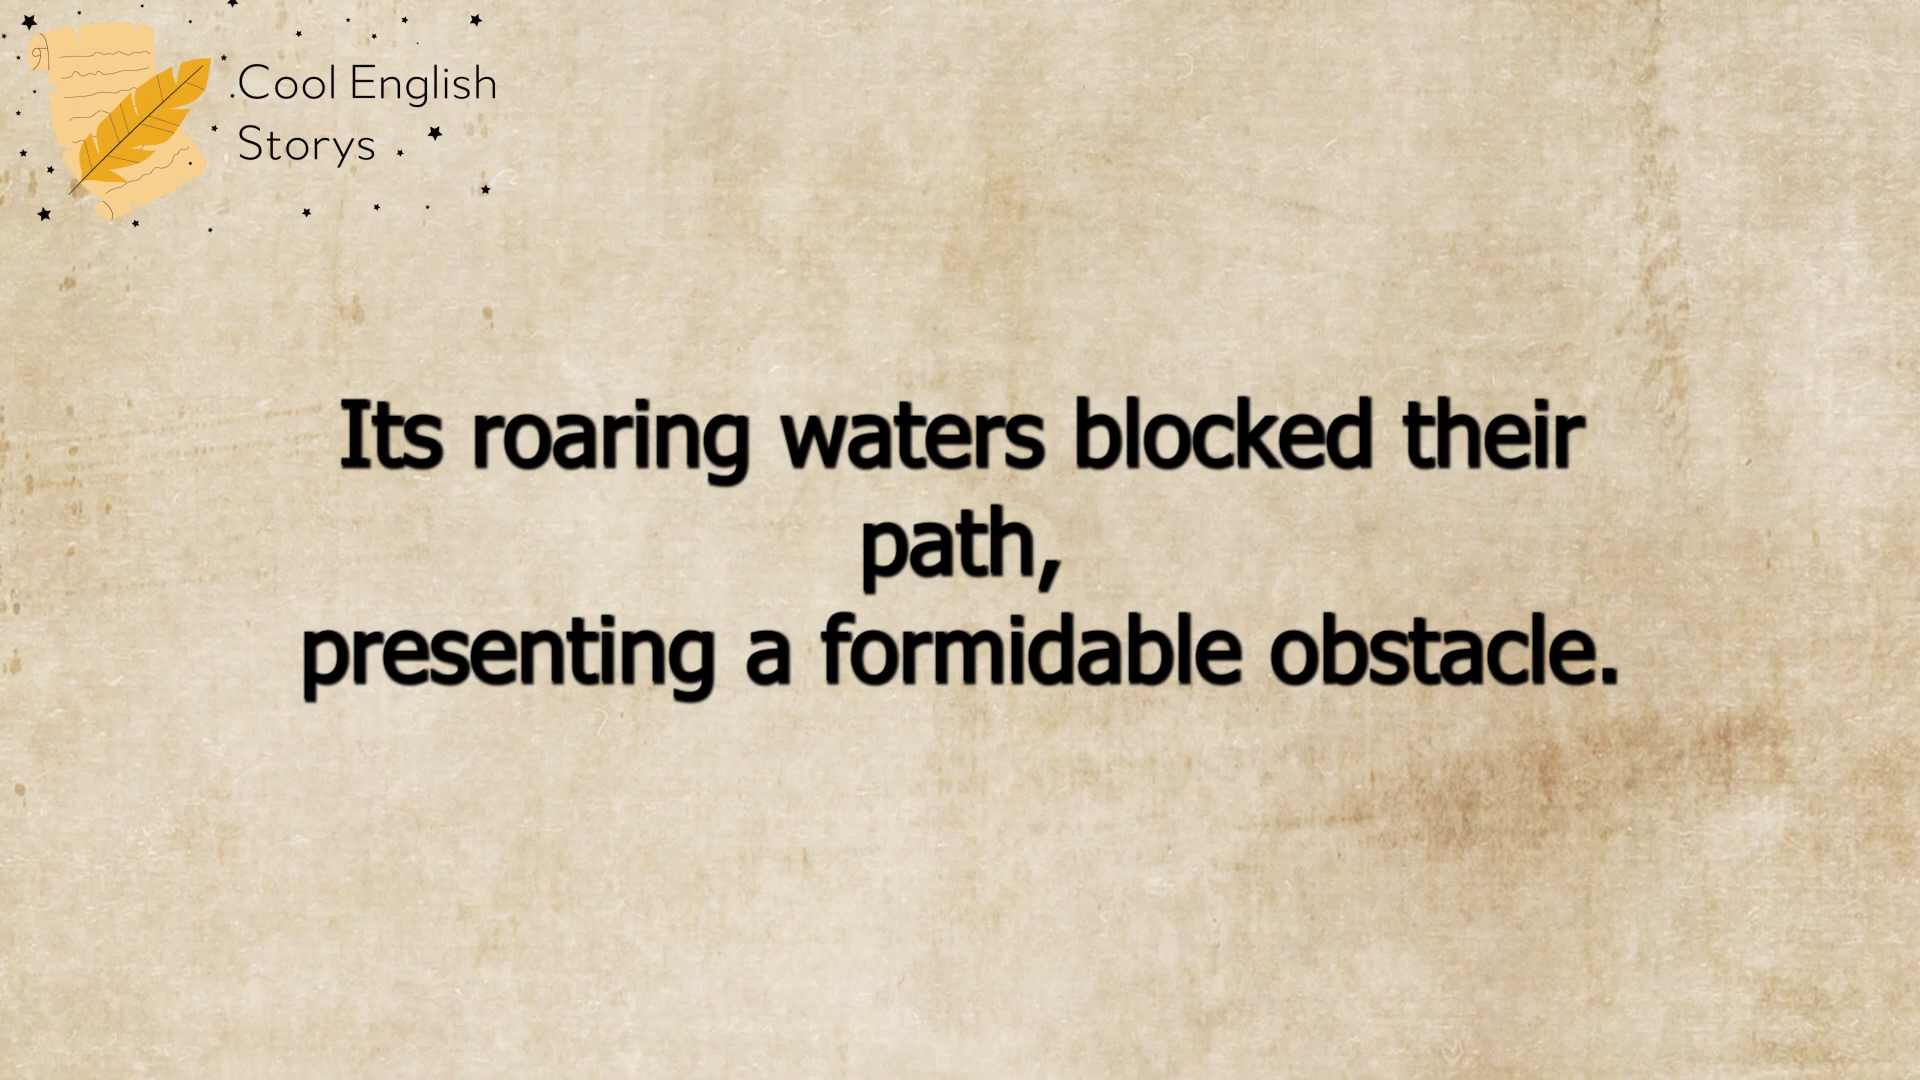 .Cool English
Storys
Its roaring waters blocked their
path,
presenting a formidable obstacle.